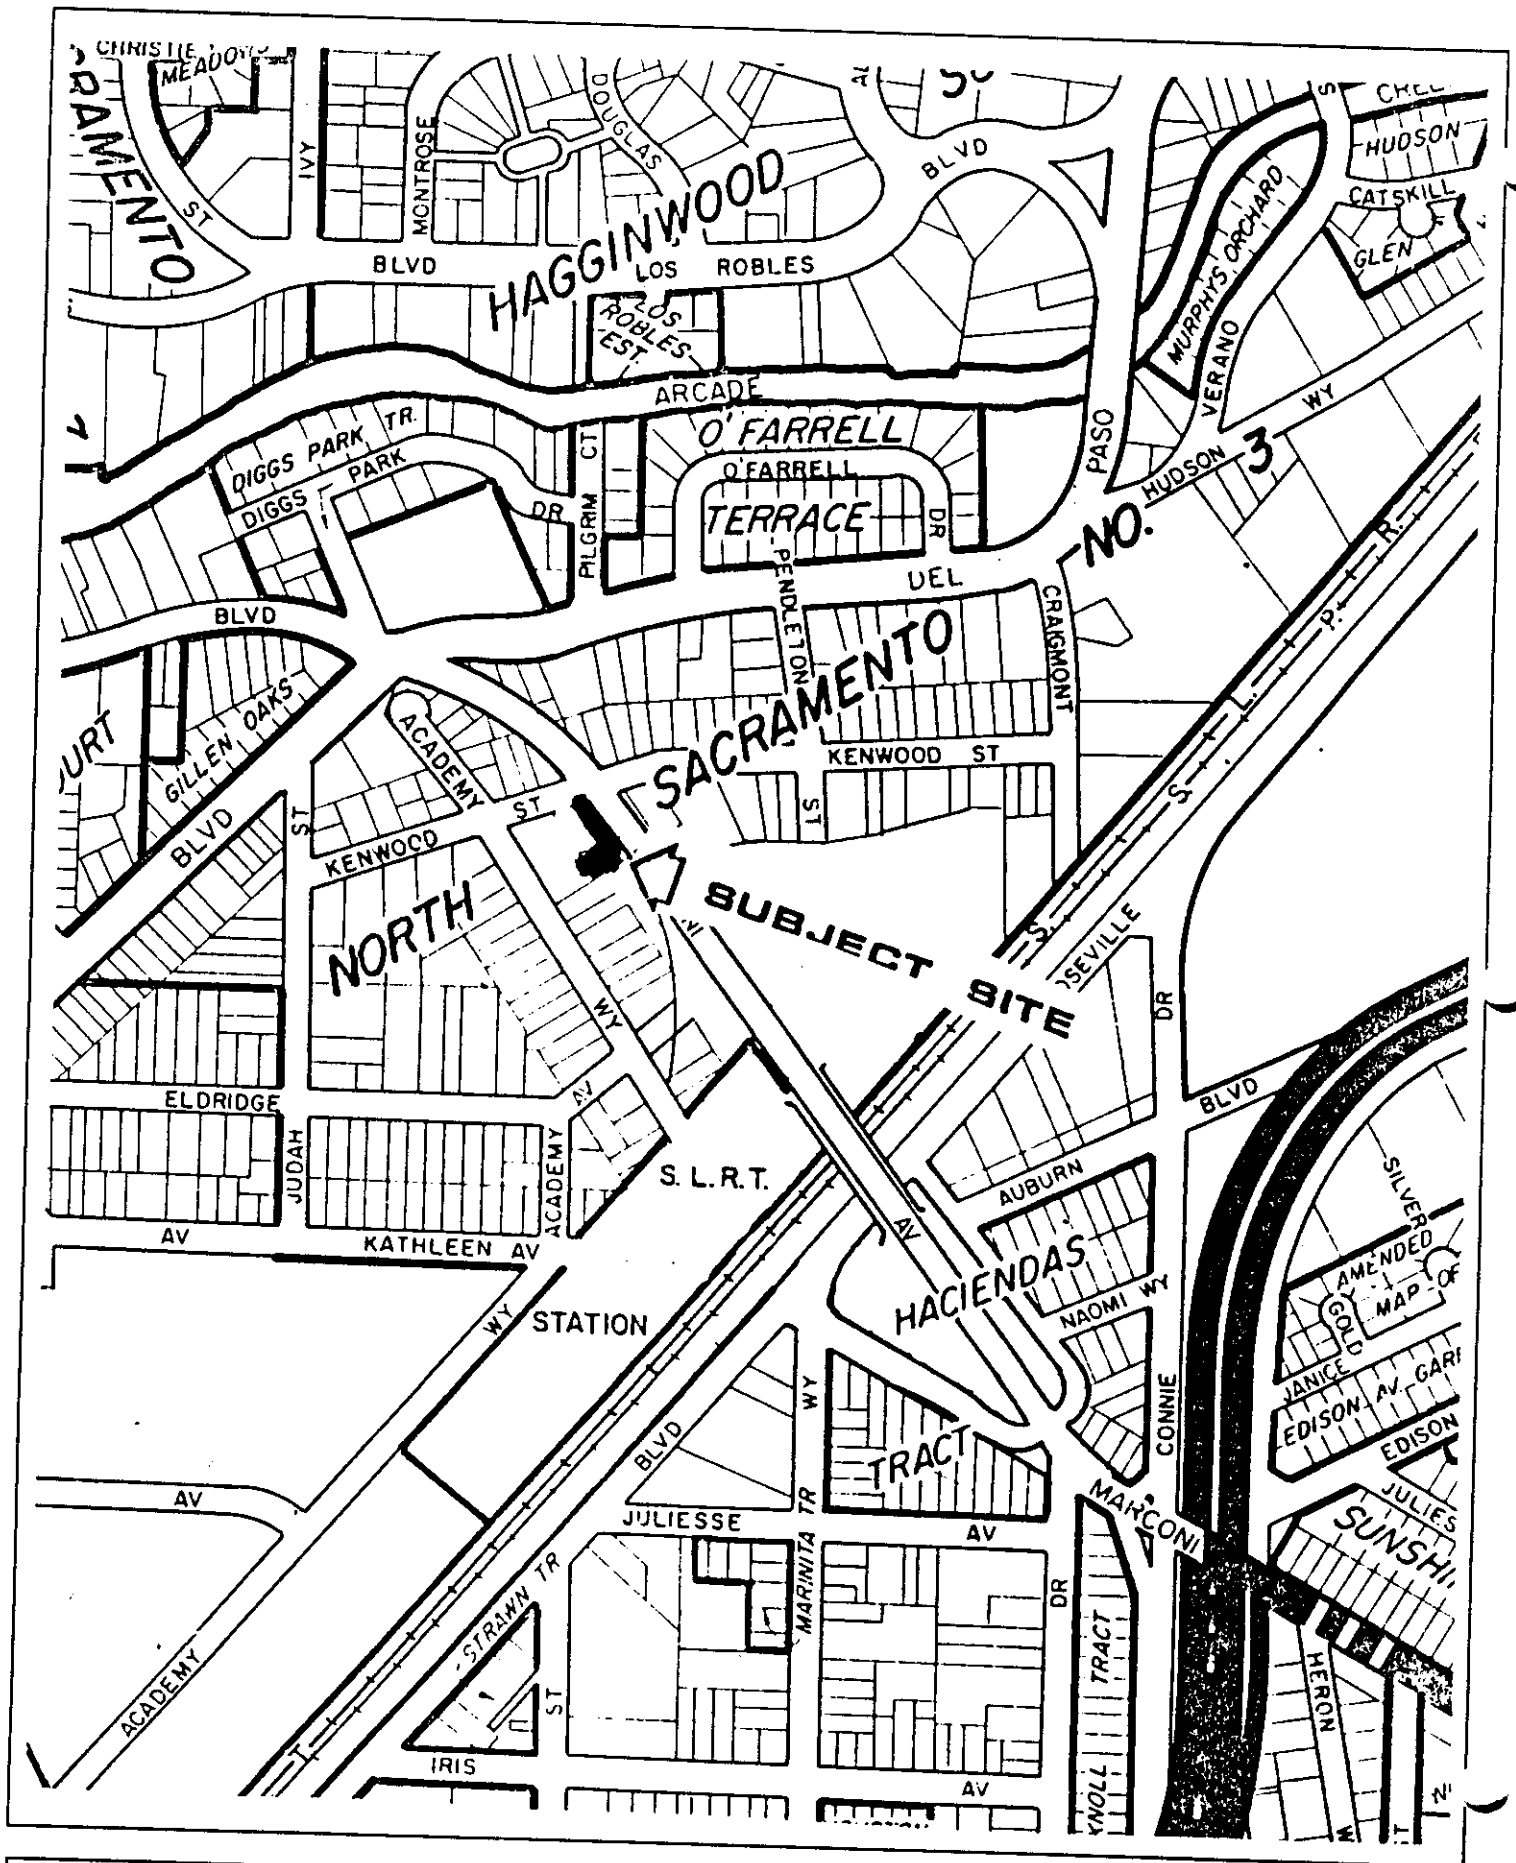 CHRISTIE
MEADOWS
RAMENTO
ST
IVY
MONTROSE
DOUGLAS
BLVD
HUDSON
CATSKILL
GLEN
MURPHYS ORCHARD
HAGGINWOOD
BLVD
LOS ROBLES
LOS
ROBLES
EST.
VERANO
ARCADE
PASO
WY
HUDSON
NO. 3
DIGGS PARK TR.
DIGGS PARK
DR
PILGRIM CT
O'FARRELL
O'FARRELL
TERRACE
DR
PENDLETON
ST
DEL
CRAIGMONT
BLVD
GILLEN OAKS
BLVD
ACADEMY
ST
KENWOOD ST
NORTH
SACRAMENTO
KENWOOD ST
S. S. L. P. R.
SUBJECT SITE
DR
WY
BLVD
ELDRIDGE
AV
JUDAH
ACADEMY
S. L. R. T.
STATION
AV
KATHLEEN AV
WY
AV
AUBURN
HACIENDAS
NAOMI WY
SILVER
AMENDED
MAP OF
GOLD
JANICE
EDISON AV.
EDISON
CONNIE
WY
BLVD
TRACT
MARCONI
AV
JULIESSE
AV
MARINITA TR
STRAWN TR
ST
DR
KNOLL TRACT
HERON
ACADEMY
T.
IRIS
AV